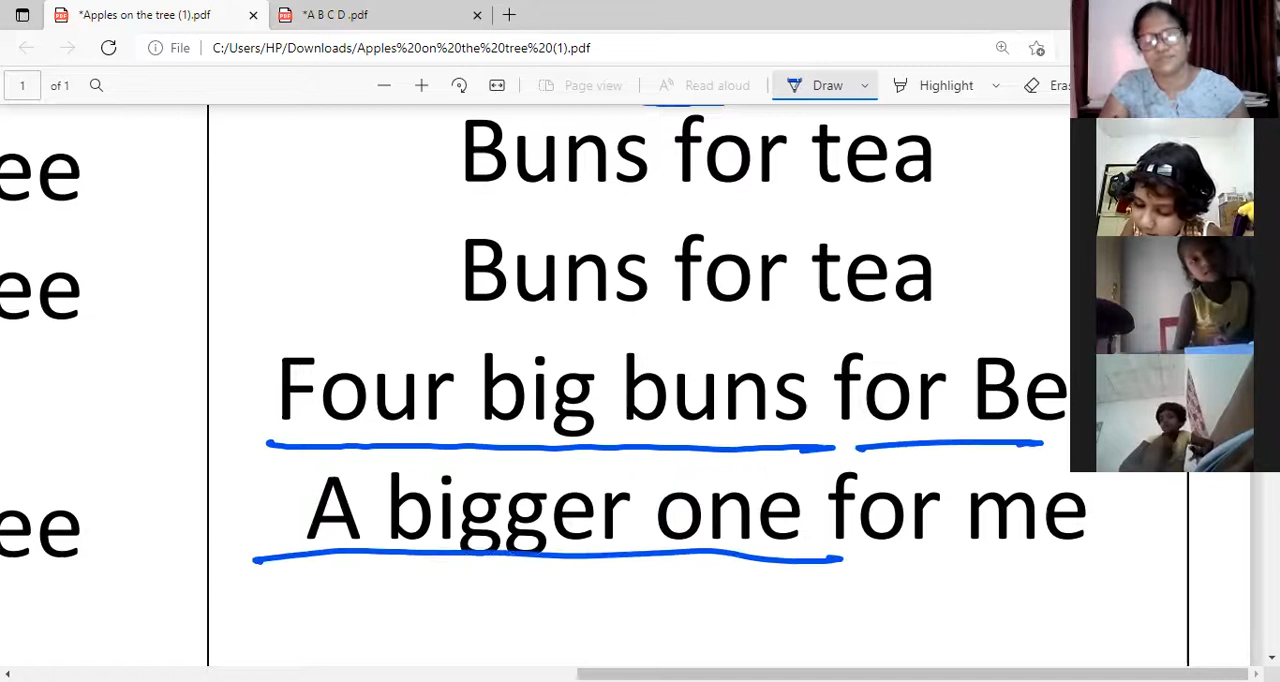 *Apples on the tree (1).pdf
*A B C D .pdf
File C:/Users/HP/Downloads/Apples%20on%20the%20tree%20(1).pdf
1 of 1 Page view Read aloud Draw Highlight Eras
Buns for tea
ee
Buns for tea
ee
Four big buns for Be
A bigger one for me
ee